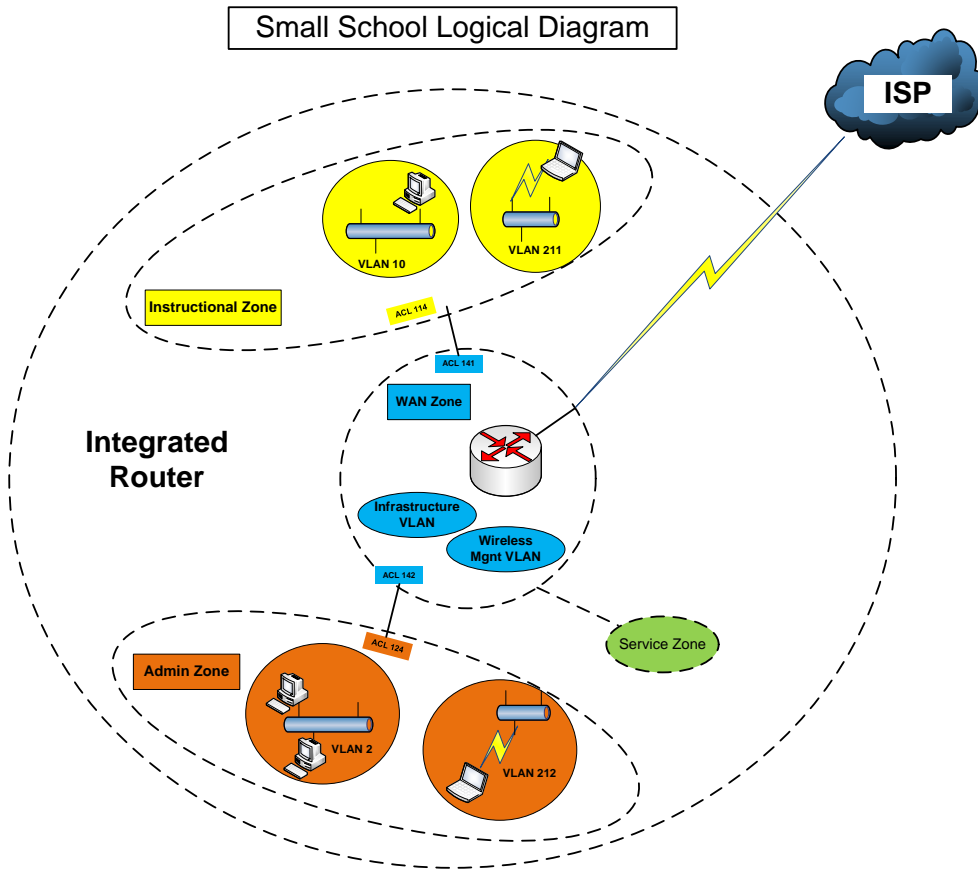 Small School Logical Diagram
ISP
VLAN 10
VLAN 211
Instructional Zone
ACL 114
ACL 141
WAN Zone
Integrated
Router
Infrastructure
VLAN
Wireless
Mgnt VLAN
ACL 142
ACL 124
Service Zone
Admin Zone
VLAN 2
VLAN 212